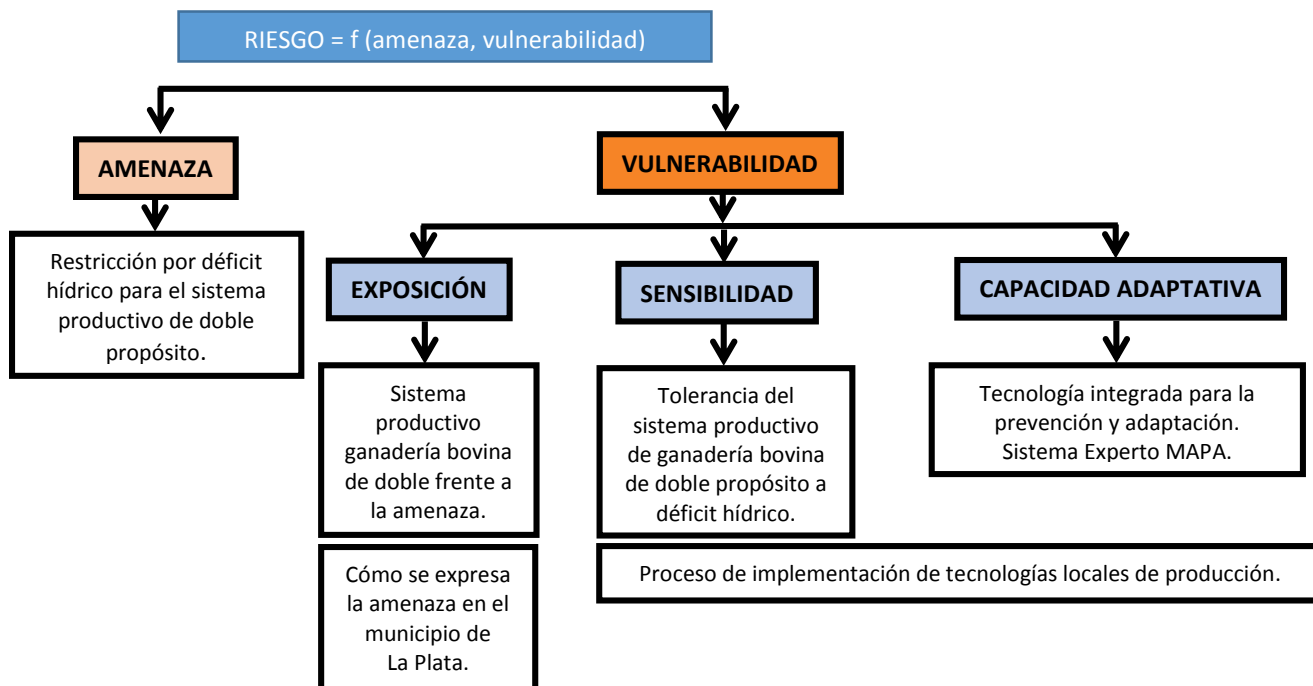 RIESGO = f (amenaza, vulnerabilidad)
AMENAZA
Restricción por déficit
hídrico para el sistema
productivo de doble
propósito.
VULNERABILIDAD
EXPOSICIÓN
Sistema
productivo
ganadería bovina
de doble frente a
la amenaza.
Cómo se expresa
la amenaza en el
municipio de
La Plata.
SENSIBILIDAD
Tolerancia del
sistema productivo
de ganadería bovina
de doble propósito a
déficit hídrico.
CAPACIDAD ADAPTATIVA
Tecnología integrada para la
prevención y adaptación.
Sistema Experto MAPA.
Proceso de implementación de tecnologías locales de producción.